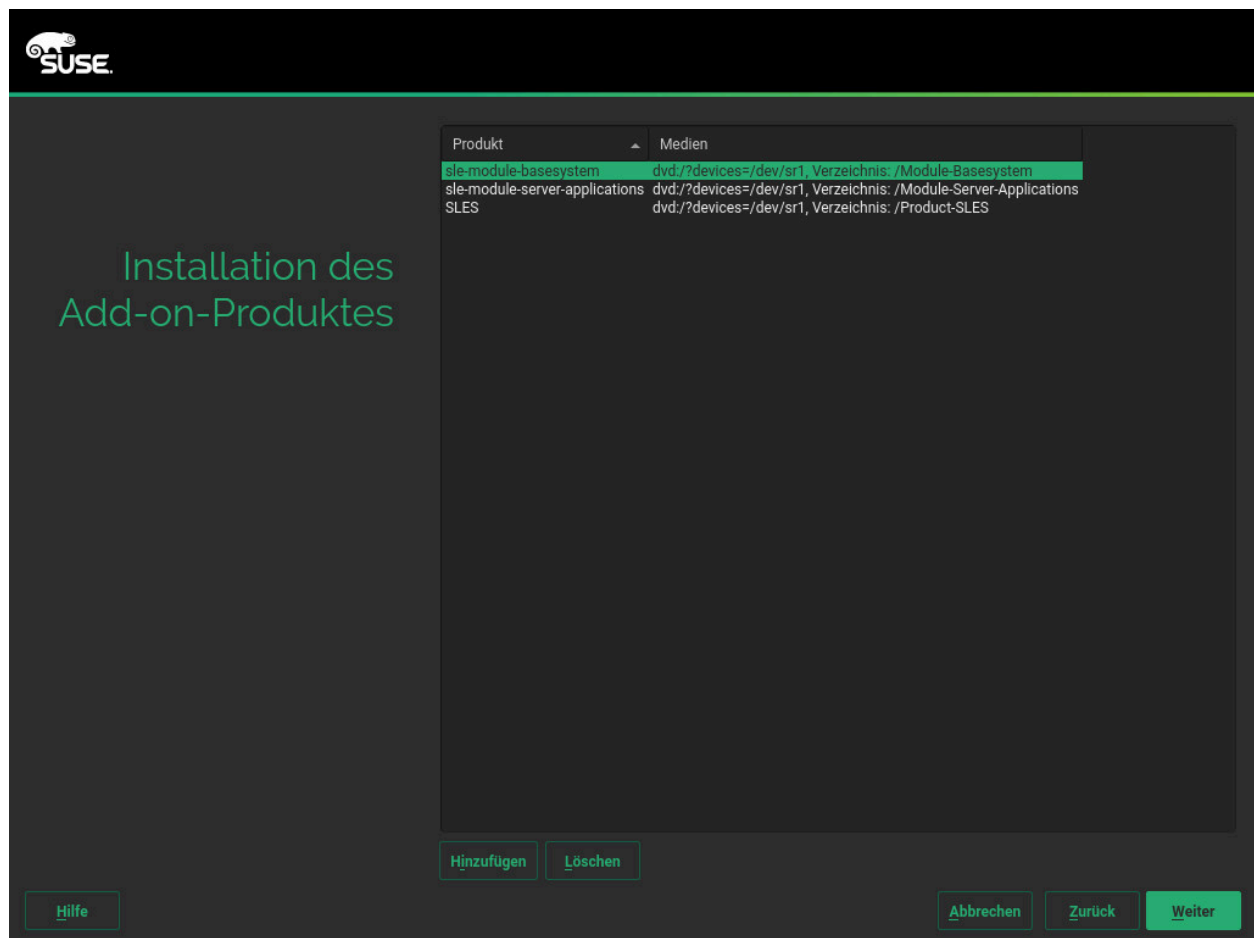 SUSE.
Produkt Medien
sle-module-basesystem dvd:/?devices=/dev/sr1, Verzeichnis: /Module-Basesystem
sle-module-server-applications dvd:/?devices=/dev/sr1, Verzeichnis: /Module-Server-Applications
SLES dvd:/?devices=/dev/sr1, Verzeichnis: /Product-SLES
Installation des
Add-on-Produktes
Hinzufügen Löschen
Hilfe Abbrechen Zurück Weiter